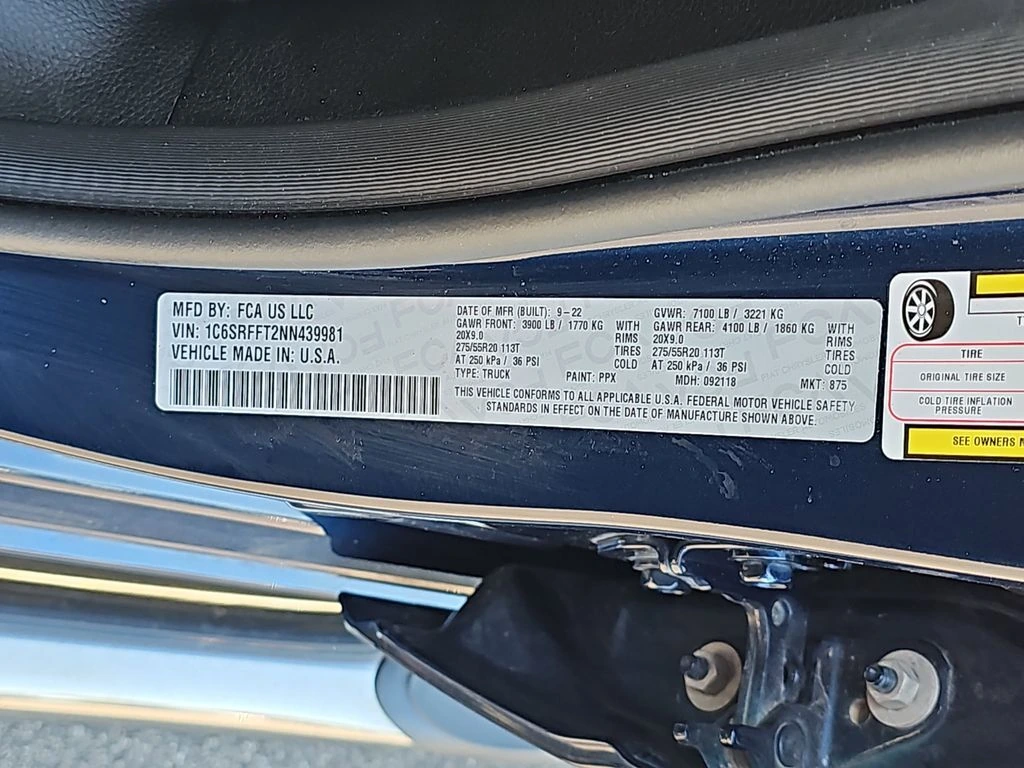 MFD BY: FCA US LLC
VIN: 1C6SRFFT2NN439981
VEHICLE MADE IN: U.S.A.
DATE OF MFR (BUILT): 9-22
GAWR FRONT: 3900 LB / 1770 KG WITH
20X9.0 RIMS
275/55R20 113T TIRES
AT 250 kPa / 36 PSI COLD
TYPE: TRUCK PAINT: PPX
GVWR: 7100 LB / 3221 KG
GAWR REAR: 4100 LB / 1860 KG WITH
20X9.0 RIMS
275/55R20 113T TIRES
AT 250 kPa / 36 PSI COLD
MDH: 092118 MKT: 875
THIS VEHICLE CONFORMS TO ALL APPLICABLE U.S.A. FEDERAL MOTOR VEHICLE SAFETY
STANDARDS IN EFFECT ON THE DATE OF MANUFACTURE SHOWN ABOVE.
TIRE
ORIGINAL TIRE SIZE
COLD TIRE INFLATION
PRESSURE
SEE OWNERS